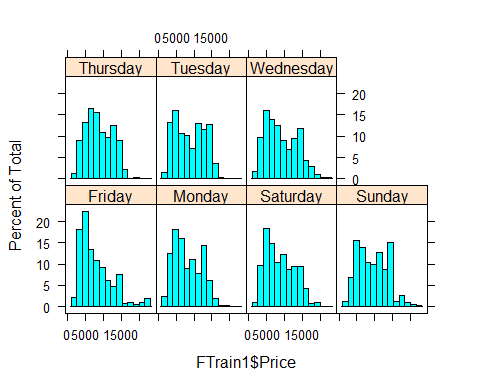 05000 15000
Thursday Tuesday Wednesday
20
15
10
5
0
Friday Monday Saturday Sunday
20
15
10
5
0
Percent of Total
05000 15000 05000 15000
FTrain1$Price